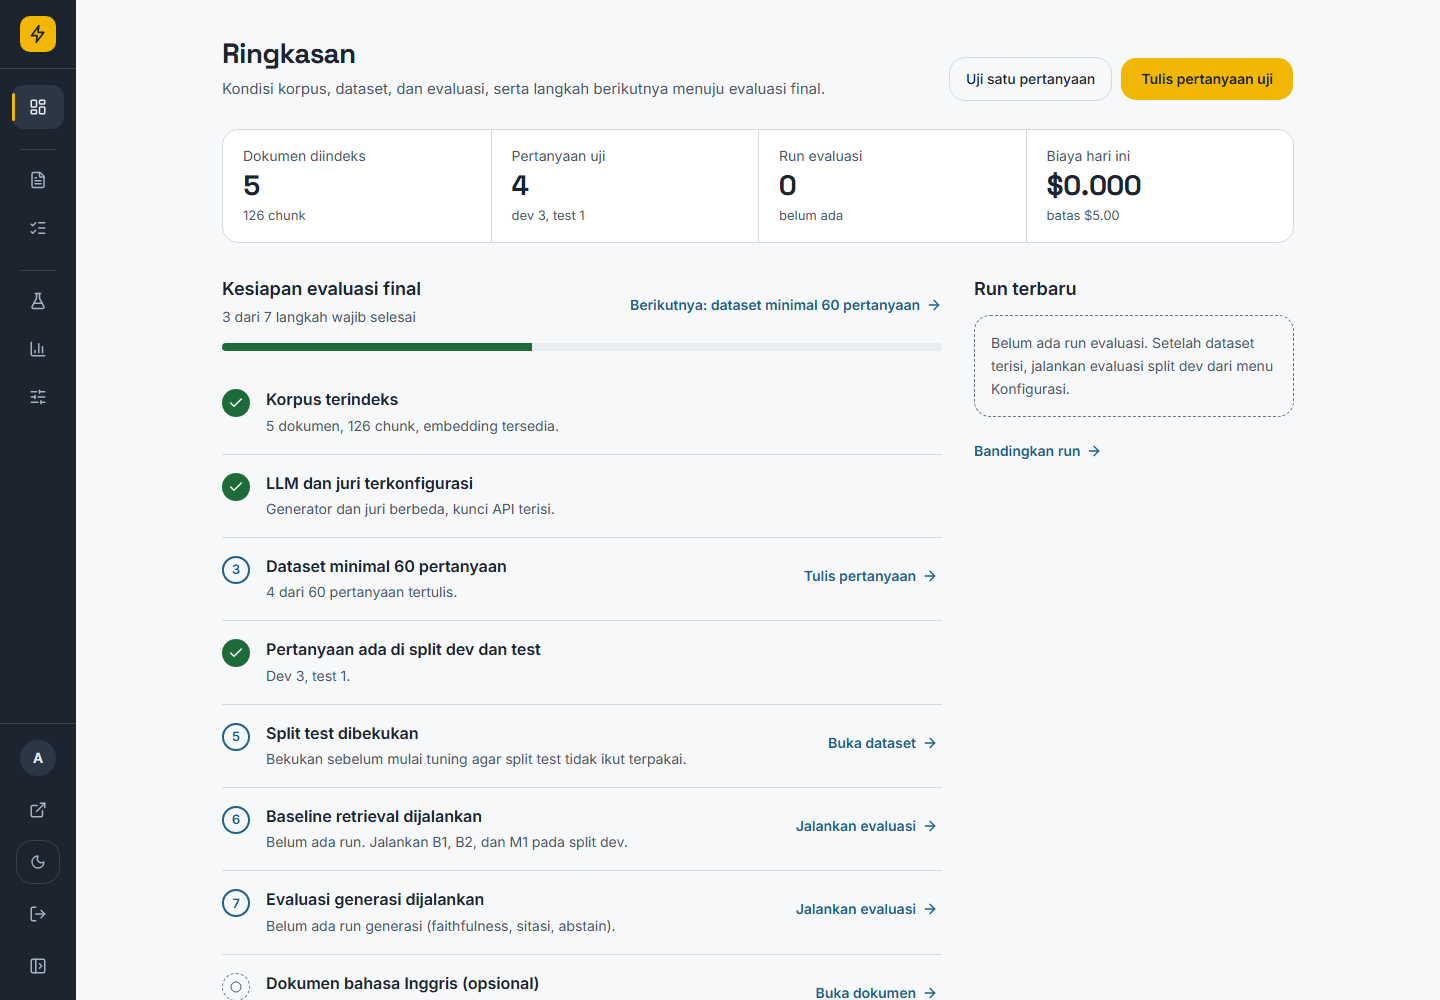 Ringkasan
Kondisi korpus, dataset, dan evaluasi, serta langkah berikutnya menuju evaluasi final.
Uji satu pertanyaan
Tulis pertanyaan uji
Dokumen diindeks
5
126 chunk
Pertanyaan uji
4
dev 3, test 1
Run evaluasi
0
belum ada
Biaya hari ini
$0.000
batas $5.00
Kesiapan evaluasi final
3 dari 7 langkah wajib selesai
Berikutnya: dataset minimal 60 pertanyaan
Korpus terindeks
5 dokumen, 126 chunk, embedding tersedia.
LLM dan juri terkonfigurasi
Generator dan juri berbeda, kunci API terisi.
3
Dataset minimal 60 pertanyaan
4 dari 60 pertanyaan tertulis.
Tulis pertanyaan
Pertanyaan ada di split dev dan test
Dev 3, test 1.
5
Split test dibekukan
Bekukan sebelum mulai tuning agar split test tidak ikut terpakai.
Buka dataset
6
Baseline retrieval dijalankan
Belum ada run. Jalankan B1, B2, dan M1 pada split dev.
Jalankan evaluasi
7
Evaluasi generasi dijalankan
Belum ada run generasi (faithfulness, sitasi, abstain).
Jalankan evaluasi
Dokumen bahasa Inggris (opsional)
Buka dokumen
Run terbaru
Belum ada run evaluasi. Setelah dataset
terisi, jalankan evaluasi split dev dari menu
Konfigurasi.
Bandingkan run
A